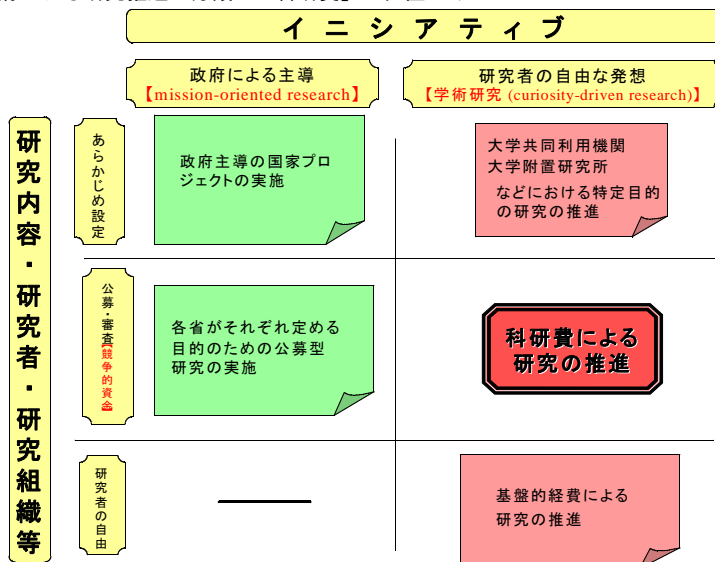 イニシアティブ
政府による主導
【mission-oriented research】
研究者の自由な発想
【学術研究 (curiosity-driven research)】
研究内容・研究者・研究組織等
あらかじめ設定
政府主導の国家プロ
ジェクトの実施
大学共同利用機関
大学附置研究所
などにおける特定目的
の研究の推進
公募・審査【競争的資金】
各省がそれぞれ定める
目的のための公募型
研究の実施
科研費による
研究の推進
研究者の自由
基盤的経費による
研究の推進